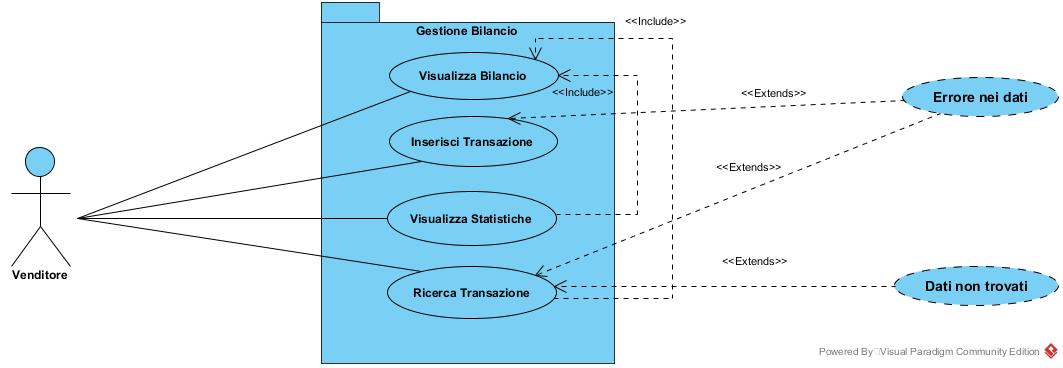 <<Include>>
Gestione Bilancio
Visualizza Bilancio
<<Include>>
<<Extends>>
Errore nei dati
Inserisci Transazione
<<Extends>>
Visualizza Statistiche
Venditore
<<Extends>>
Ricerca Transazione
Dati non trovati
Powered By Visual Paradigm Community Edition